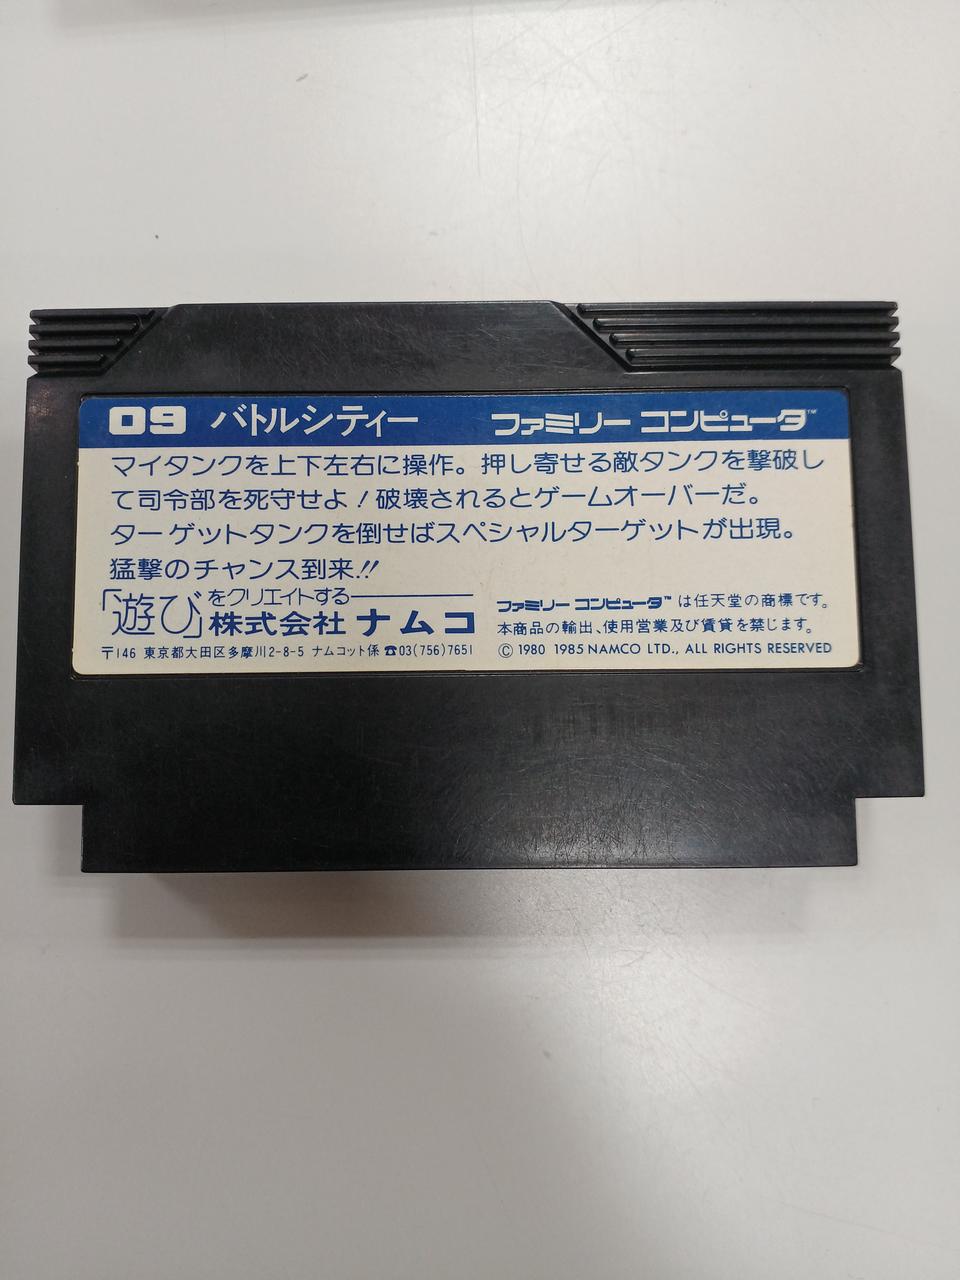 09 バトルシティー ファミリー コンピュータ™
マイタンクを上下左右に操作。押し寄せる敵タンクを撃破し
て司令部を死守せよ!破壊されるとゲームオーバーだ。
ターゲットタンクを倒せばスペシャルターゲットが出現。
猛撃のチャンス到来!!
「遊び」をクリエイトする
株式会社 ナムコ
〒146 東京都大田区多摩川2-8-5 ナムコット係 ☎03(756)7651
ファミリー コンピュータ™ は任天堂の商標です。
本商品の輸出、使用営業及び賃貸を禁じます。
© 1980 1985 NAMCO LTD., ALL RIGHTS RESERVED